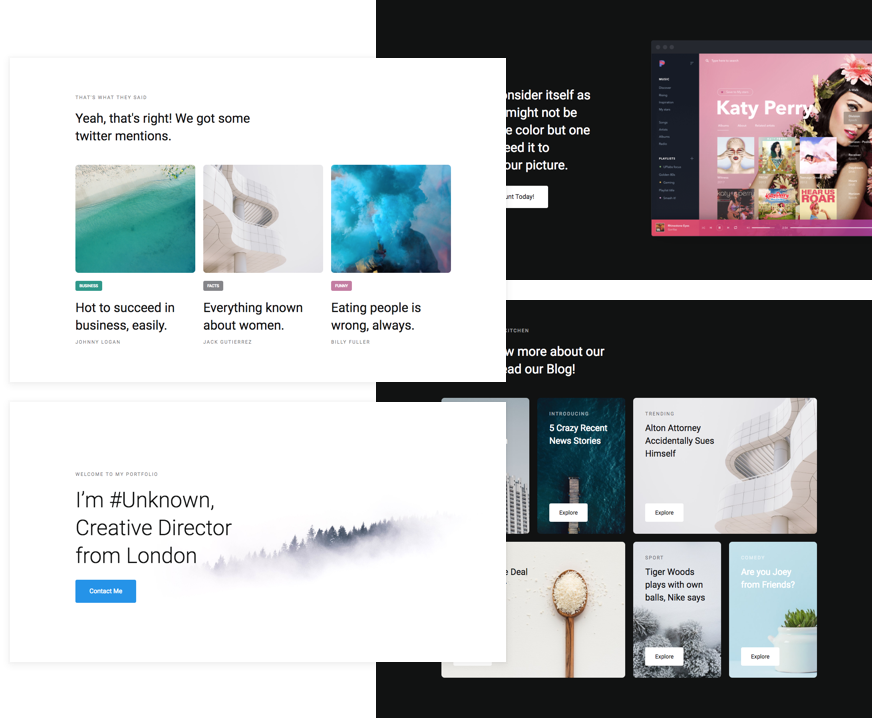 THAT'S WHAT THEY SAID
Yeah, that's right! We got some
twitter mentions.
BUSINESS
Hot to succeed in
business, easily.
JOHNNY LOGAN
FACTS
Everything known
about women.
JACK GUTIERREZ
FUNNY
Eating people is
wrong, always.
BILLY FULLER
onsider itself as
might not be
e color but one
eed it to
our picture.
unt Today!
MUSIC
PLAYLISTS
Katy Perry
HEAR US
ROAR
WELCOME TO MY PORTFOLIO
I'm #Unknown,
Creative Director
from London
Contact Me
ITCHEN
w more about our
ead our Blog!
INTRODUCING
5 Crazy Recent
News Stories
Explore
TRENDING
Alton Attorney
Accidentally Sues
Himself
Explore
e Deal
SPORT
Tiger Woods
plays with own
balls, Nike says
Explore
COMEDY
Are you Joey
from Friends?
Explore